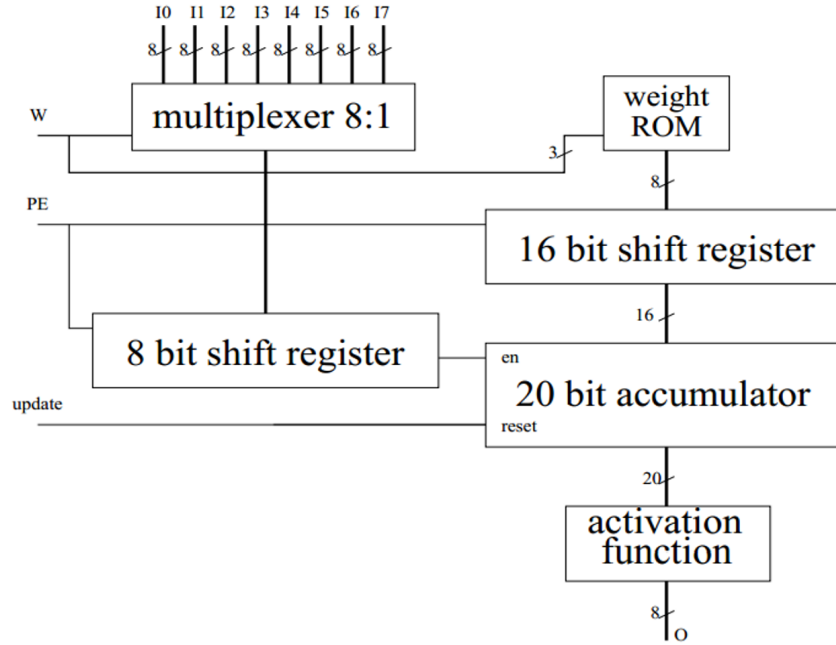 I0 I1 I2 I3 I4 I5 I6 I7
8 8 8 8 8 8 8 8
W
multiplexer 8:1
weight
ROM
3
8
PE
16 bit shift register
16
8 bit shift register
en
20 bit accumulator
update
reset
20
activation
function
8
O